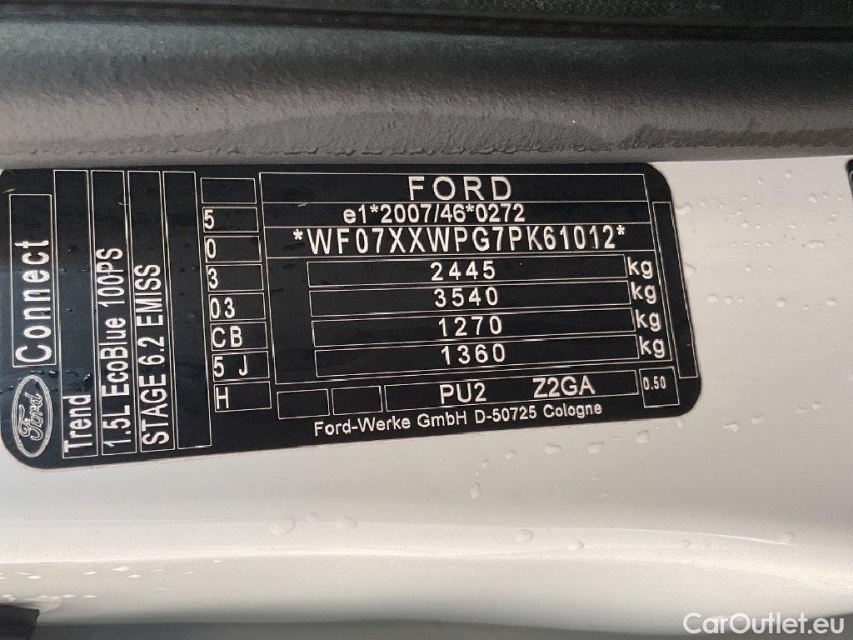 FORD
e1*2007/46*0272
*WF07XXWPG7PK61012*
2445 kg
3540 kg
1270 kg
1360 kg
PU2 Z2GA 0.50
Ford-Werke GmbH D-50725 Cologne
5
0
3
03
CB
5 J
H
Ford Connect
Trend
1.5L EcoBlue 100PS
STAGE 6.2 EMISS
CarOutlet.eu